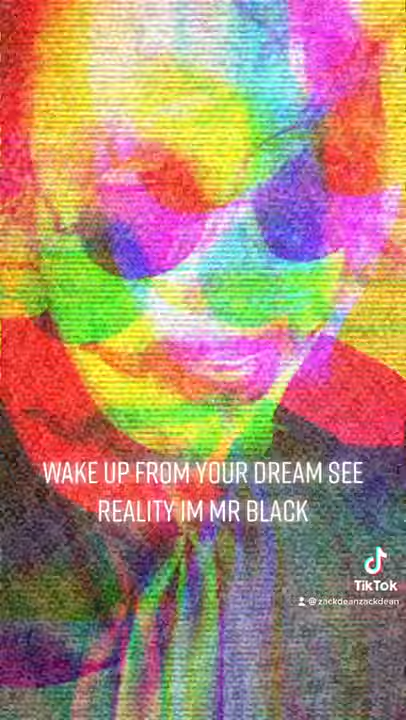 WAKE UP FROM YOUR DREAM SEE
REALITY IM MR BLACK
TikTok
@zackdeanzackdean